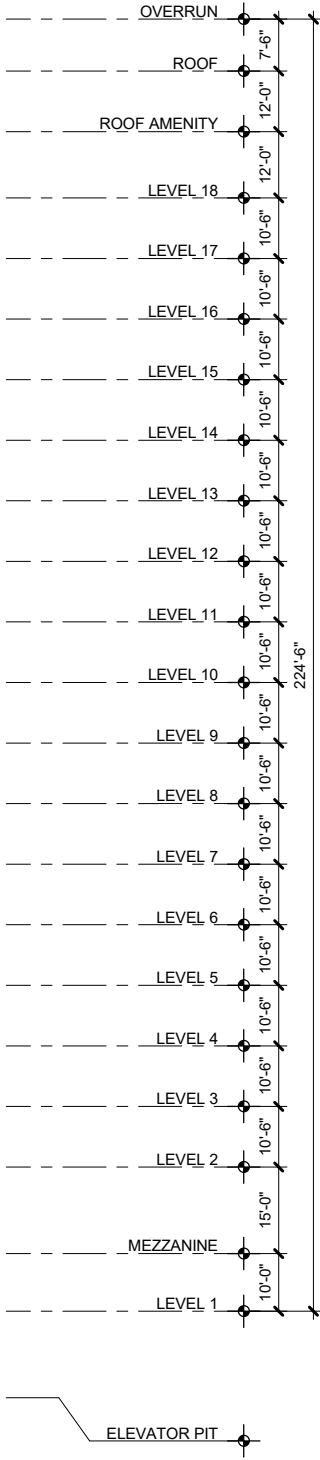 OVERRUN
7'-6"
ROOF
12'-0"
ROOF AMENITY
12'-0"
LEVEL 18
10'-6"
LEVEL 17
10'-6"
LEVEL 16
10'-6"
LEVEL 15
10'-6"
LEVEL 14
10'-6"
LEVEL 13
10'-6"
LEVEL 12
10'-6"
LEVEL 11
10'-6"
224'-6"
LEVEL 10
10'-6"
LEVEL 9
10'-6"
LEVEL 8
10'-6"
LEVEL 7
10'-6"
LEVEL 6
10'-6"
LEVEL 5
10'-6"
LEVEL 4
10'-6"
LEVEL 3
10'-6"
LEVEL 2
15'-0"
MEZZANINE
10'-0"
LEVEL 1
ELEVATOR PIT